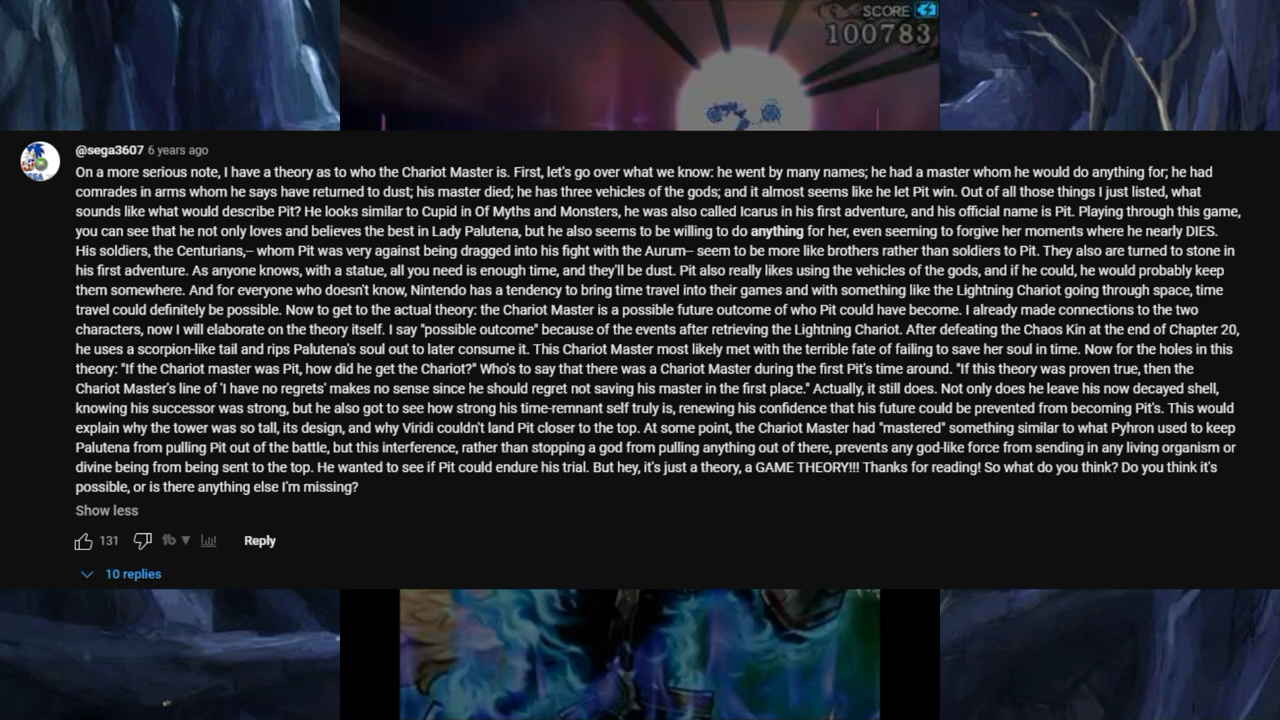 SCORE
100783
@sega3607 6 years ago
On a more serious note, I have a theory as to who the Chariot Master is. First, let's go over what we know: he went by many names; he had a master whom he would do anything for; he had
comrades in arms whom he says have returned to dust; his master died; he has three vehicles of the gods; and it almost seems like he let Pit win. Out of all those things I just listed, what
sounds like what would describe Pit? He looks similar to Cupid in Of Myths and Monsters, he was also called Icarus in his first adventure, and his official name is Pit. Playing through this game,
you can see that he not only loves and believes the best in Lady Palutena, but he also seems to be willing to do anything for her, even seeming to forgive her moments where he nearly DIES.
His soldiers, the Centurians,-- whom Pit was very against being dragged into his fight with the Aurum-- seem to be more like brothers rather than soldiers to Pit. They also are turned to stone in
his first adventure. As anyone knows, with a statue, all you need is enough time, and they'll be dust. Pit also really likes using the vehicles of the gods, and if he could, he would probably keep
them somewhere. And for everyone who doesn't know, Nintendo has a tendency to bring time travel into their games and with something like the Lightning Chariot going through space, time
travel could definitely be possible. Now to get to the actual theory: the Chariot Master is a possible future outcome of who Pit could have become. I already made connections to the two
characters, now I will elaborate on the theory itself. I say "possible outcome" because of the events after retrieving the Lightning Chariot. After defeating the Chaos Kin at the end of Chapter 20,
he uses a scorpion-like tail and rips Palutena's soul out to later consume it. This Chariot Master most likely met with the terrible fate of failing to save her soul in time. Now for the holes in this
theory: "If the Chariot master was Pit, how did he get the Chariot?" Who's to say that there was a Chariot Master during the first Pit's time around. "If this theory was proven true, then the
Chariot Master's line of 'I have no regrets' makes no sense since he should regret not saving his master in the first place." Actually, it still does. Not only does he leave his now decayed shell,
knowing his successor was strong, but he also got to see how strong his time-remnant self truly is, renewing his confidence that his future could be prevented from becoming Pit's. This would
explain why the tower was so tall, its design, and why Viridi couldn't land Pit closer to the top. At some point, the Chariot Master had "mastered" something similar to what Pyhron used to keep
Palutena from pulling Pit out of the battle, but this interference, rather than stopping a god from pulling anything out of there, prevents any god-like force from sending in any living organism or
divine being from being sent to the top. He wanted to see if Pit could endure his trial. But hey, it's just a theory, a GAME THEORY!!! Thanks for reading! So what do you think? Do you think it's
possible, or is there anything else I'm missing?
Show less
131 Reply
10 replies